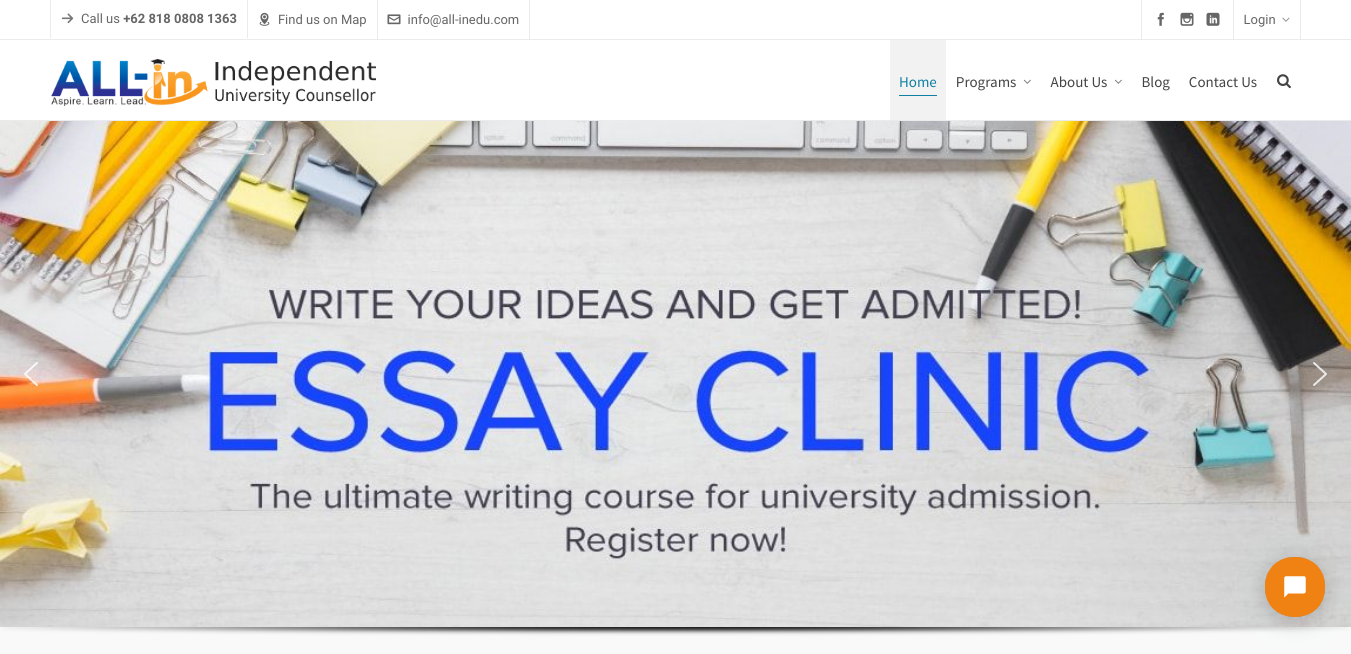 Call us +62 818 0808 1363
Find us on Map
info@all-inedu.com
Login
ALL-in
Aspire. Learn. Lead
Independent
University Counsellor
Home
Programs
About Us
Blog
Contact Us
option
command
command
option
WRITE YOUR IDEAS AND GET ADMITTED!
ESSAY CLINIC
The ultimate writing course for university admission.
Register now!